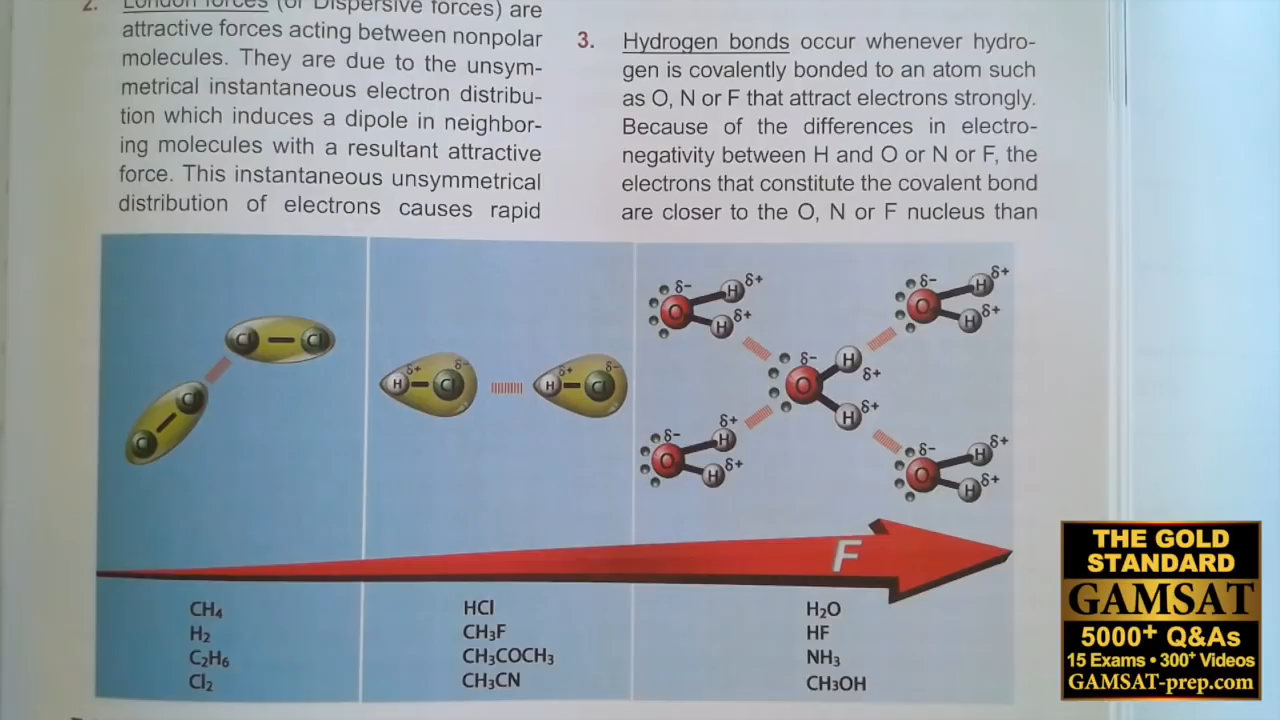 2. London forces (or Dispersive forces) are
attractive forces acting between nonpolar
molecules. They are due to the unsym-
metrical instantaneous electron distribu-
tion which induces a dipole in neighbor-
ing molecules with a resultant attractive
force. This instantaneous unsymmetrical
distribution of electrons causes rapid
3. Hydrogen bonds occur whenever hydro-
gen is covalently bonded to an atom such
as O, N or F that attract electrons strongly.
Because of the differences in electro-
negativity between H and O or N or F, the
electrons that constitute the covalent bond
are closer to the O, N or F nucleus than
Cl Cl
Cl
Cl
δ+ δ-
H Cl
δ+ δ-
H Cl
δ- H δ+
O
H δ+
δ- H δ+
O
H δ+
δ- H
O δ+
H δ+
δ- δ+
O H
H δ+
δ- H δ+
O
H δ+
F
CH₄
H₂
C₂H₆
Cl₂
HCl
CH₃F
CH₃COCH₃
CH₃CN
H₂O
HF
NH₃
CH₃OH
THE GOLD
STANDARD
GAMSAT
5000⁺ Q&As
15 Exams • 300⁺ Videos
GAMSAT-prep.com